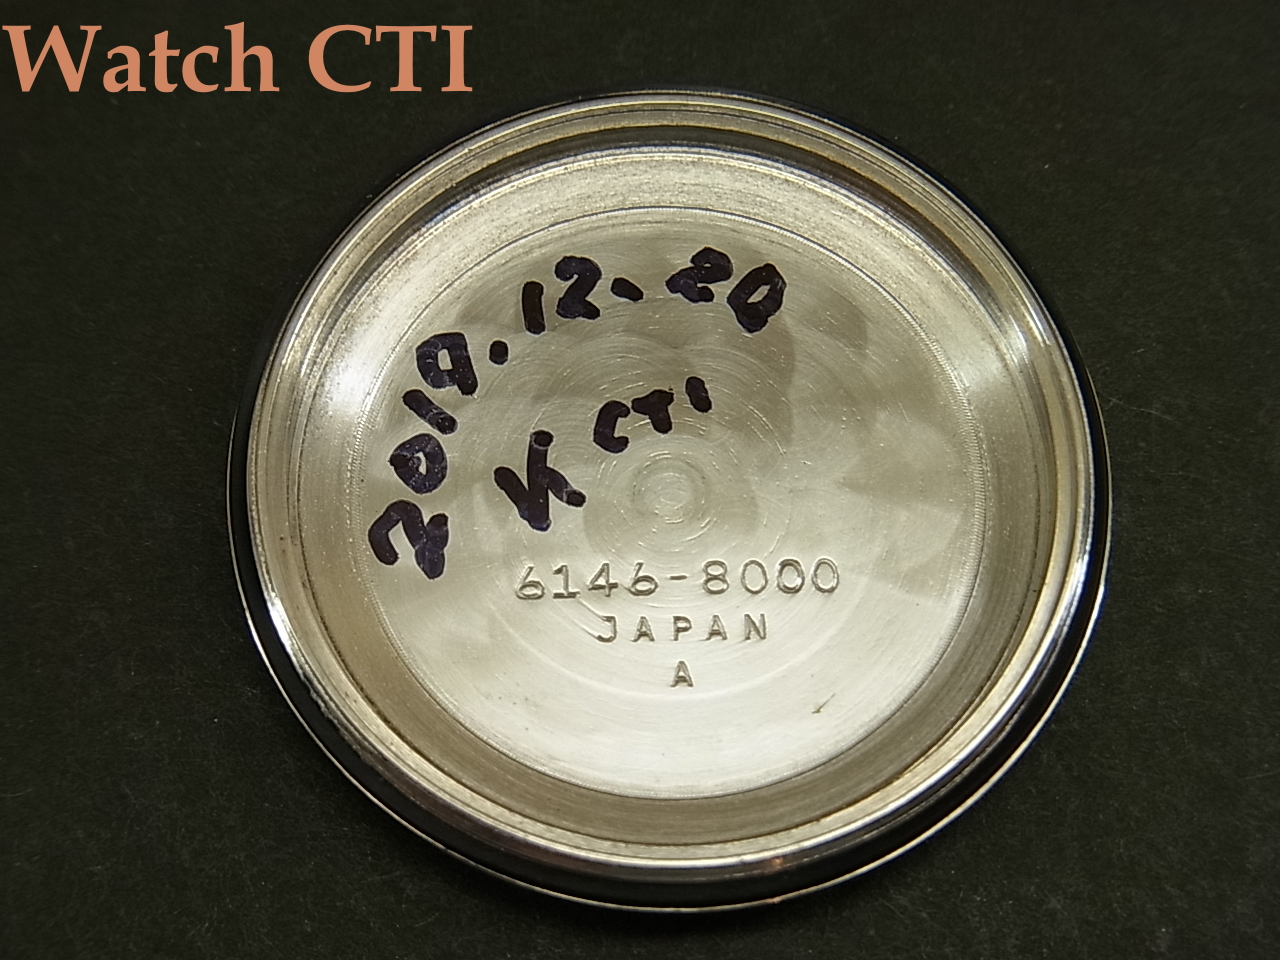 Watch CTI
2019.12.20
K CTI
6146-8000
JAPAN
A